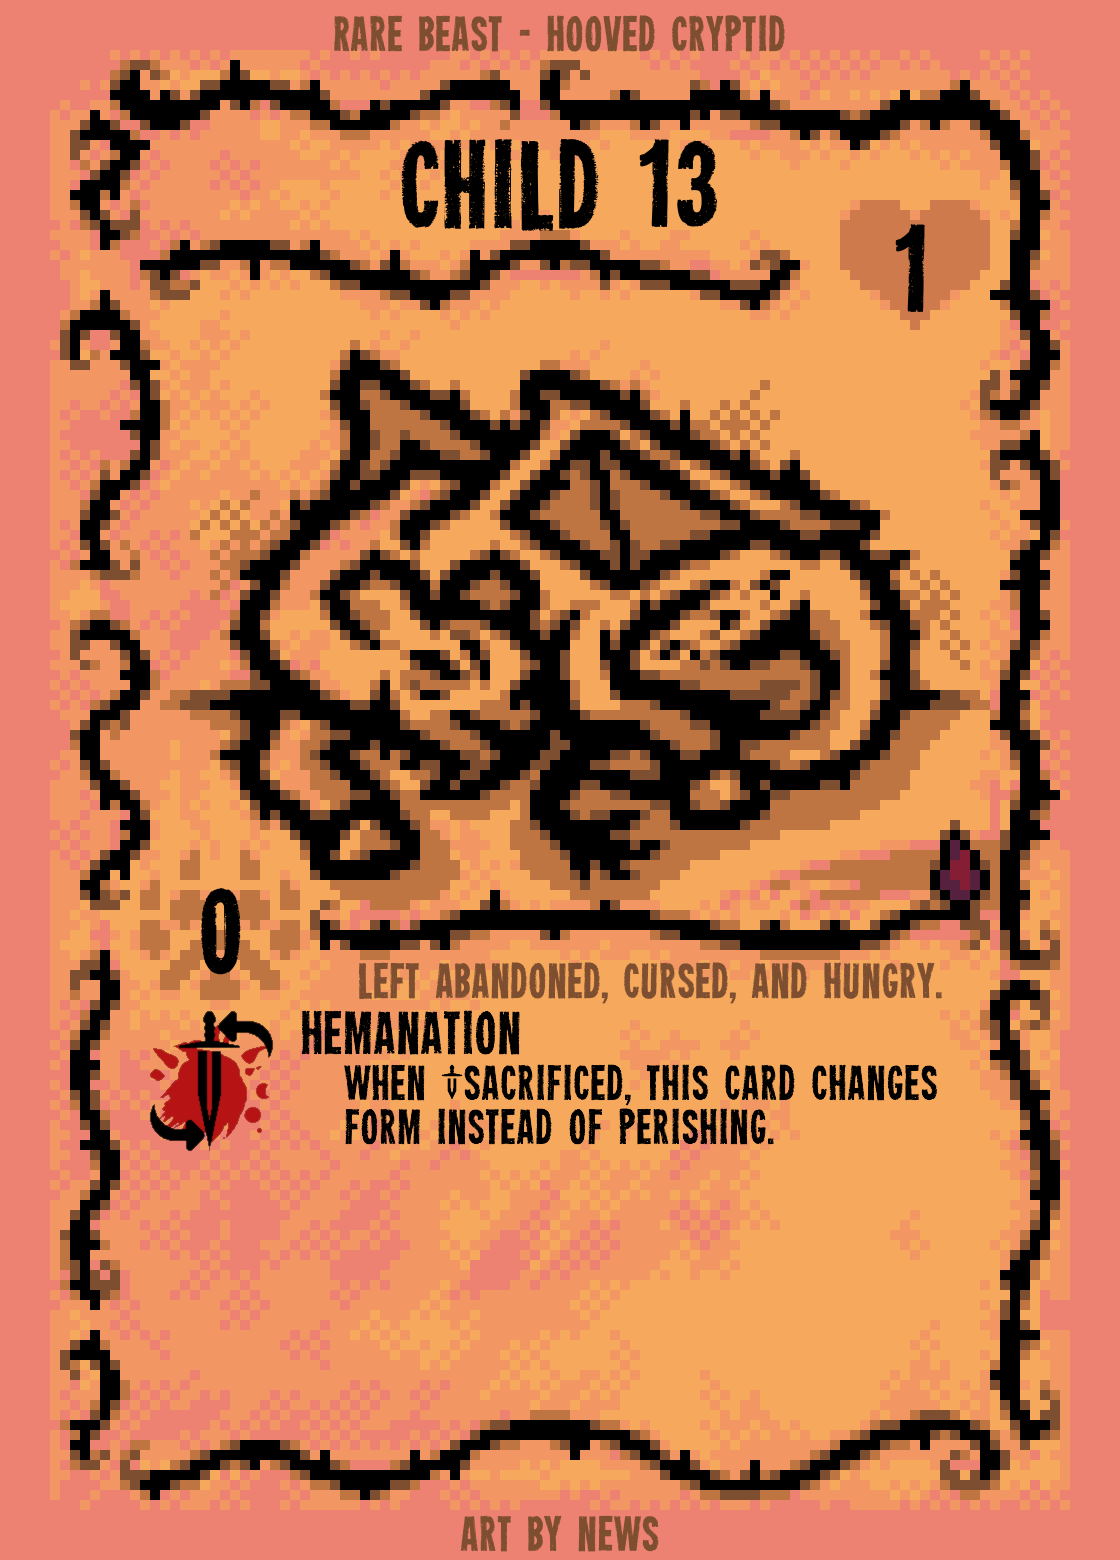 RARE BEAST - HOOVED CRYPTID
CHILD 13
1
0
LEFT ABANDONED, CURSED, AND HUNGRY.
HEMANATION
WHEN SACRIFICED, THIS CARD CHANGES
FORM INSTEAD OF PERISHING.
ART BY NEWS